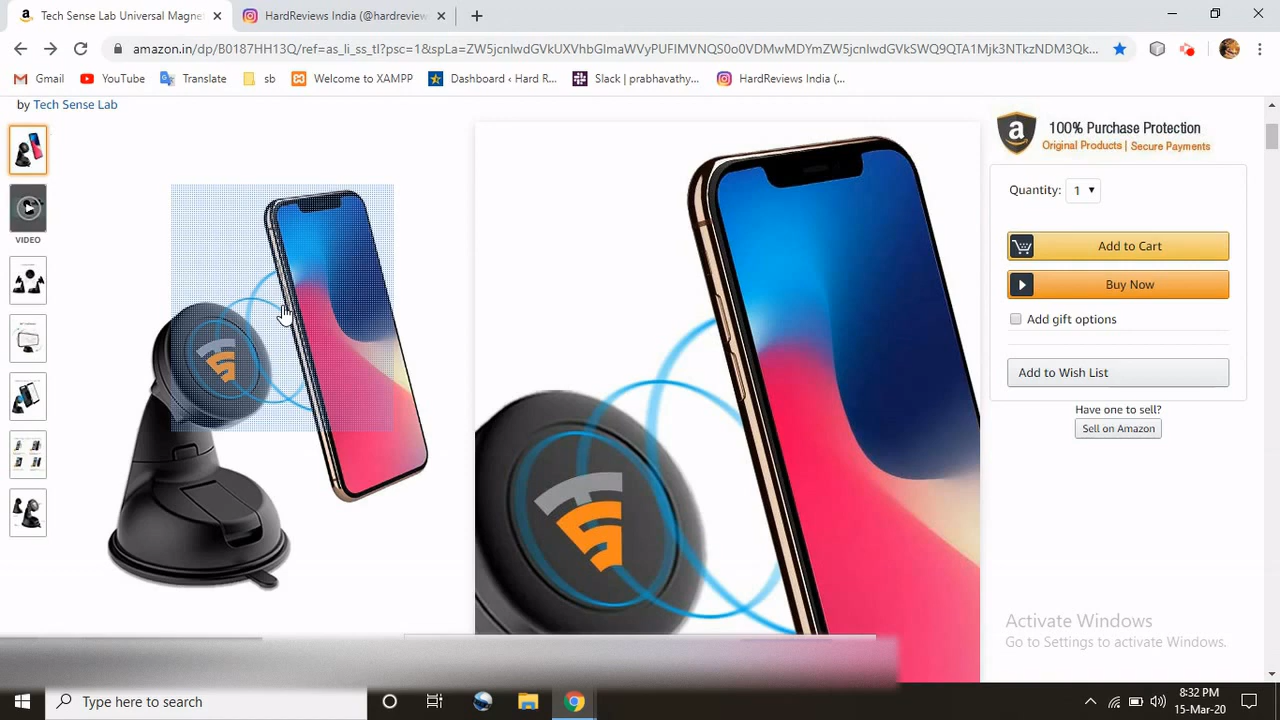 Tech Sense Lab Universal Magne
HardReviews India (@hardreview
amazon.in/dp/B0187HH13Q/ref=as_li_ss_tl?psc=1&spLa=ZW5jcnlwdGVkUXVhbGlmaWVyPUFIMVNQS0o0VDMwMDYmZW5jcnlwdGVkSWQ9QTA1Mjk3NTkzNDM3Qk...
Gmail
YouTube
Translate
sb
Welcome to XAMPP
Dashboard ‹ Hard R...
Slack | prabhavathy...
HardReviews India (...
by Tech Sense Lab
VIDEO
100% Purchase Protection
Original Products | Secure Payments
Quantity: 1
Add to Cart
Buy Now
Add gift options
Add to Wish List
Have one to sell?
Sell on Amazon
Activate Windows
Go to Settings to activate Windows.
Type here to search
8:32 PM
15-Mar-20